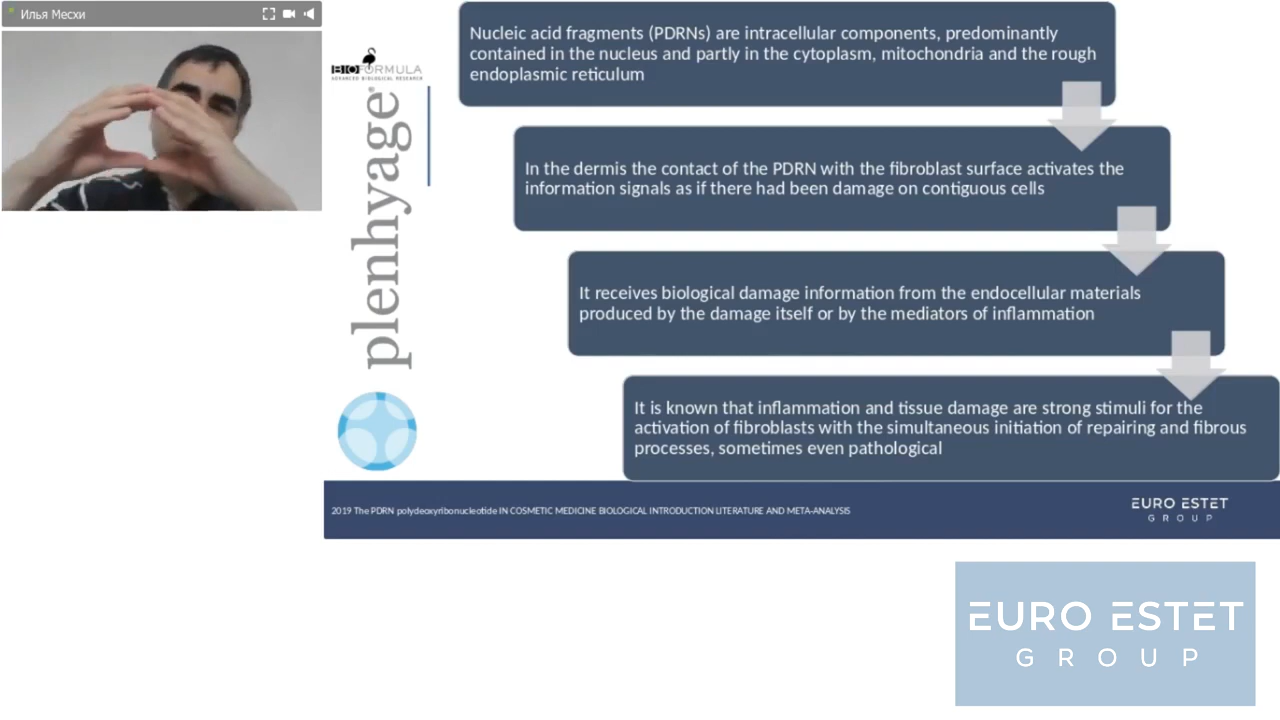 Илья Месхи
BIOFORMULA
ADVANCED BIOLOGICAL RESEARCH
plenhyage®
Nucleic acid fragments (PDRNs) are intracellular components, predominantly
contained in the nucleus and partly in the cytoplasm, mitochondria and the rough
endoplasmic reticulum
In the dermis the contact of the PDRN with the fibroblast surface activates the
information signals as if there had been damage on contiguous cells
It receives biological damage information from the endocellular materials
produced by the damage itself or by the mediators of inflammation
It is known that inflammation and tissue damage are strong stimuli for the
activation of fibroblasts with the simultaneous initiation of repairing and fibrous
processes, sometimes even pathological
2019 The PDRN polydeoxyribonucleotide IN COSMETIC MEDICINE BIOLOGICAL INTRODUCTION LITERATURE AND META-ANALYSIS
EURO ESTET
GROUP
EURO ESTET
GROUP